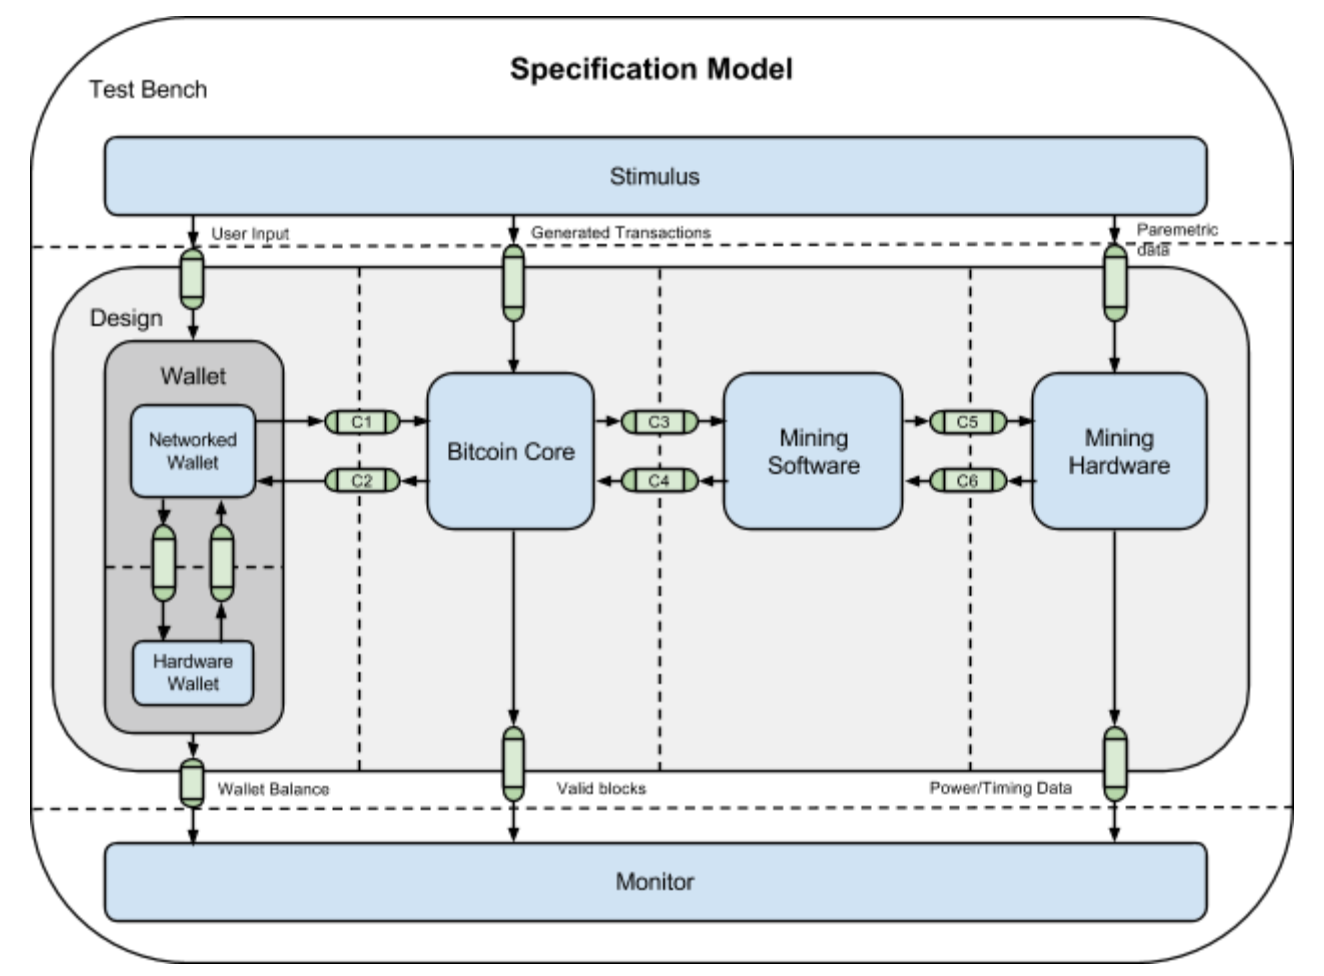 Specification Model
Test Bench
Stimulus
User Input
Generated Transactions
Paremetric
data
Design
Wallet
Networked
Wallet
C1
C2
Bitcoin Core
C3
C4
Mining
Software
C5
C6
Mining
Hardware
Hardware
Wallet
Wallet Balance
Valid blocks
Power/Timing Data
Monitor